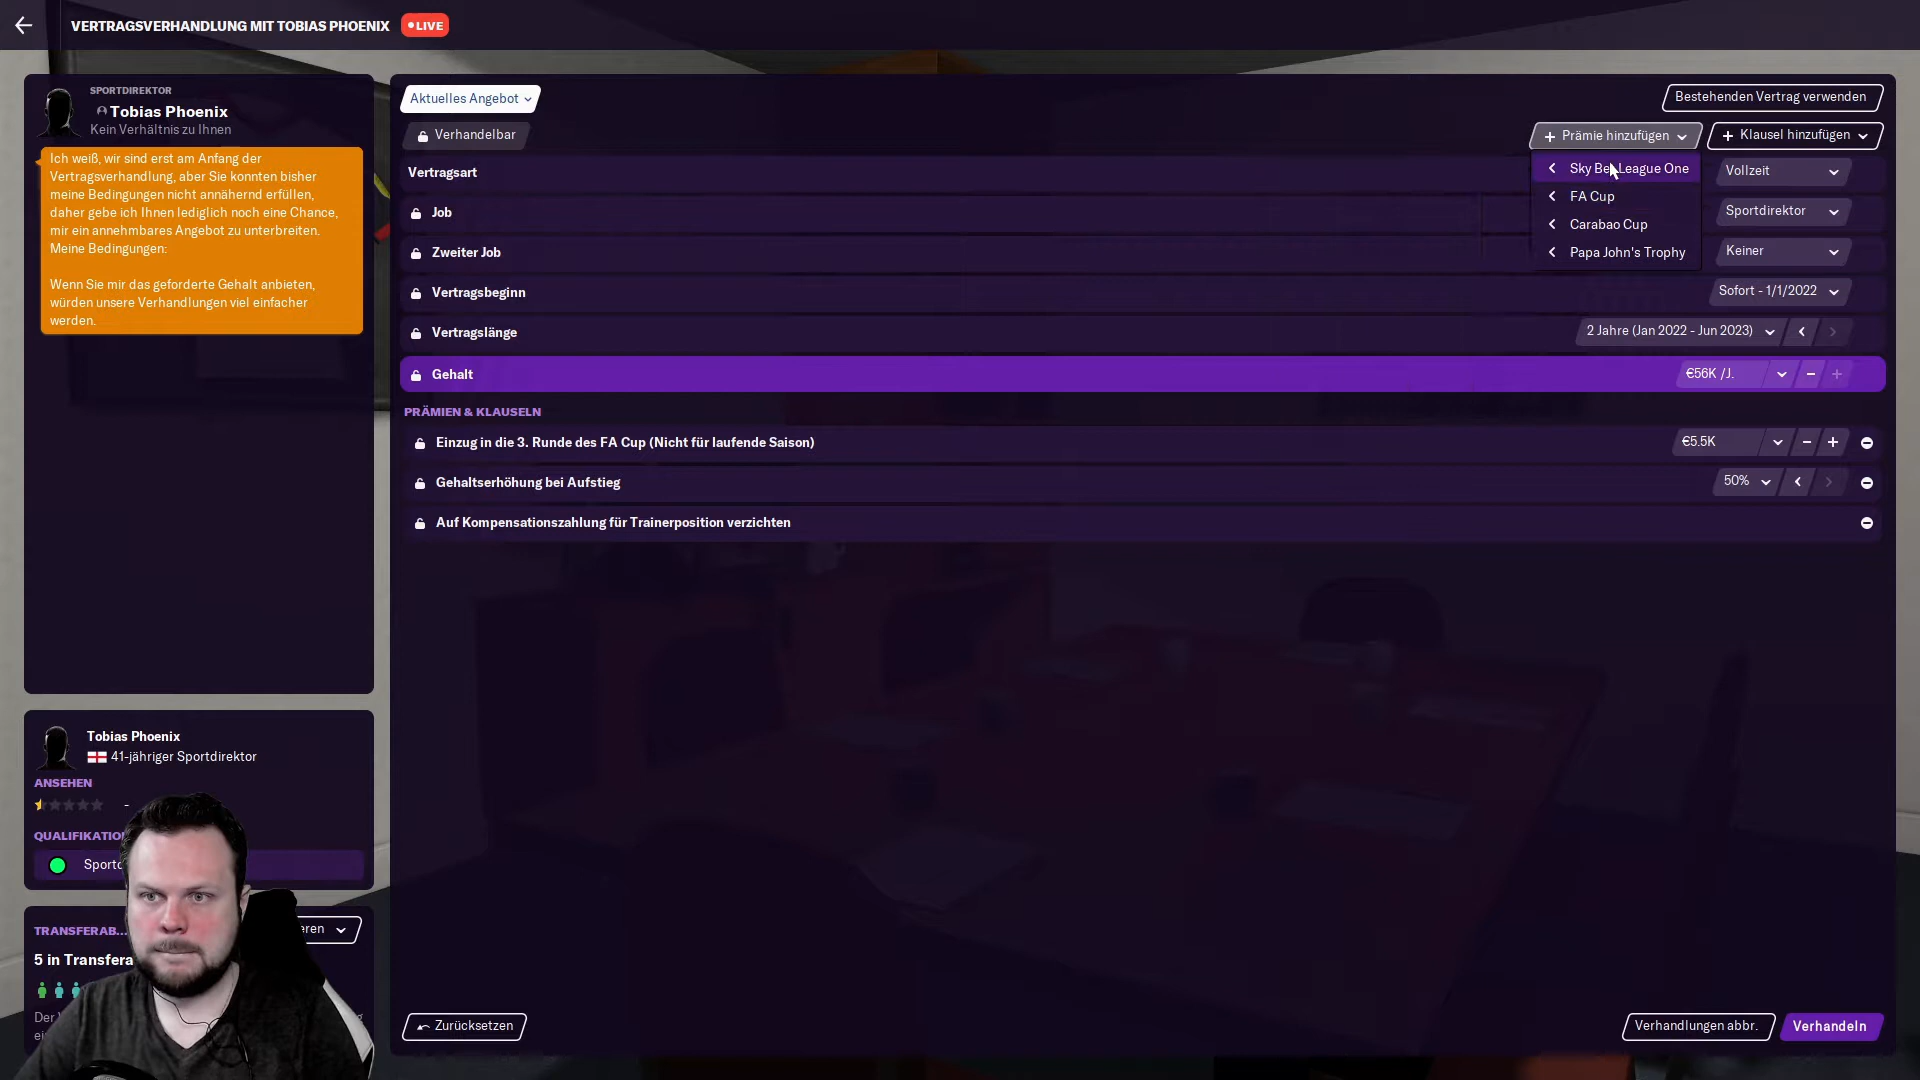 VERTRAGSVERHANDLUNG MIT TOBIAS PHOENIX
LIVE
SPORTDIREKTOR
Tobias Phoenix
Kein Verhältnis zu Ihnen
Ich weiß, wir sind erst am Anfang der
Vertragsverhandlung, aber Sie konnten bisher
meine Bedingungen nicht annähernd erfüllen,
daher gebe ich Ihnen lediglich noch eine Chance,
mir ein annehmbares Angebot zu unterbreiten.
Meine Bedingungen:
Wenn Sie mir das geforderte Gehalt anbieten,
würden unsere Verhandlungen viel einfacher
werden.
Tobias Phoenix
41-jähriger Sportdirektor
ANSEHEN
-
TRANSFERAB...
5 in
Der
Aktuelles Angebot
Bestehenden Vertrag verwenden
Verhandelbar
+ Prämie hinzufügen
+ Klausel hinzufügen
Sky League One
FA Cup
Carabao Cup
Papa John's Trophy
Vertragsart
Vollzeit
Job
Sportdirektor
Zweiter Job
Keiner
Vertragsbeginn
Sofort - 1/1/2022
Vertragslänge
2 Jahre (Jan 2022 - Jun 2023)
Gehalt
€56K /J.
PRÄMIEN & KLAUSELN
Einzug in die 3. Runde des FA Cup (Nicht für laufende Saison)
€5.5K
Gehaltserhöhung bei Aufstieg
50%
Auf Kompensationszahlung für Trainerposition verzichten
Zurücksetzen
Verhandlungen abbr.
Verhandeln